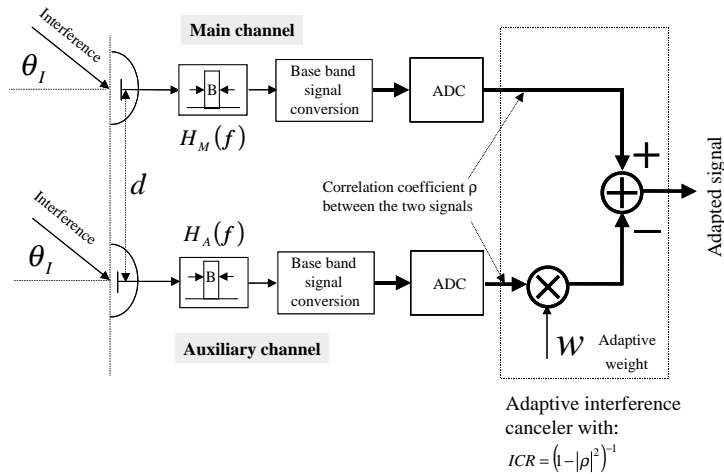 Main channel
Interference
θ_I
B
H_M(f)
Base band
signal
conversion
ADC
d
Correlation coefficient ρ
between the two signals
+
−
Adapted signal
Interference
θ_I
H_A(f)
B
Base band
signal
conversion
ADC
Auxiliary channel
w
Adaptive
weight
Adaptive interference
canceler with:
ICR = (1−|ρ|²)⁻¹